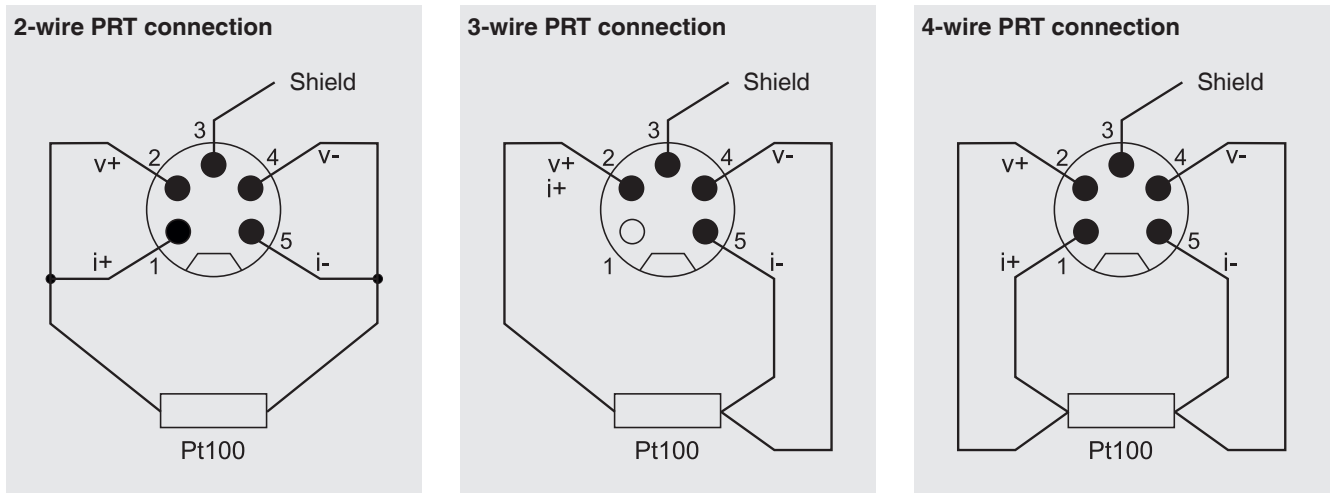 2-wire PRT connection
Shield
3
2
4
v+
v-
i+
1
5
i-
Pt100
3-wire PRT connection
Shield
3
2
4
v+
v-
i+
1
5
i-
Pt100
4-wire PRT connection
Shield
3
2
4
v+
v-
i+
1
5
i-
Pt100